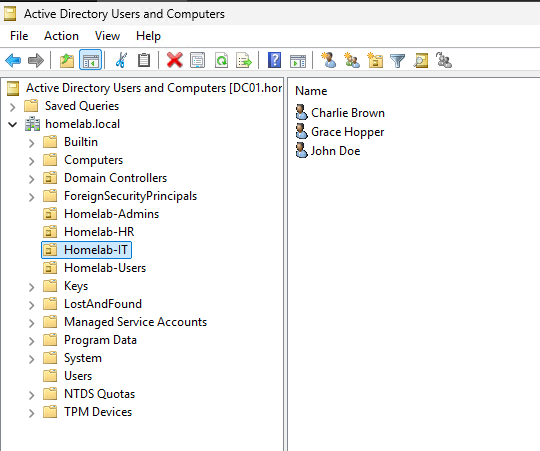 Active Directory Users and Computers
File Action View Help
Active Directory Users and Computers [DC01.hor
Saved Queries
homelab.local
Builtin
Computers
Domain Controllers
ForeignSecurityPrincipals
Homelab-Admins
Homelab-HR
Homelab-IT
Homelab-Users
Keys
LostAndFound
Managed Service Accounts
Program Data
System
Users
NTDS Quotas
TPM Devices
Name
Charlie Brown
Grace Hopper
John Doe